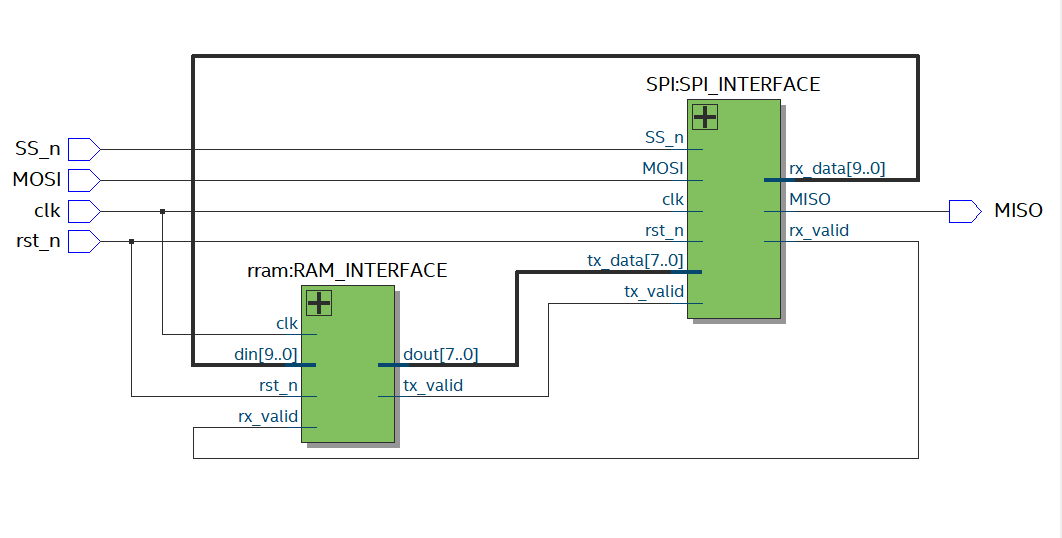 SPI:SPI_INTERFACE
SS_n
SS_n
MOSI
MOSI
rx_data[9..0]
clk
clk
MISO
MISO
rst_n
rst_n
rx_valid
tx_data[7..0]
rram:RAM_INTERFACE
tx_valid
clk
din[9..0]
dout[7..0]
rst_n
tx_valid
rx_valid